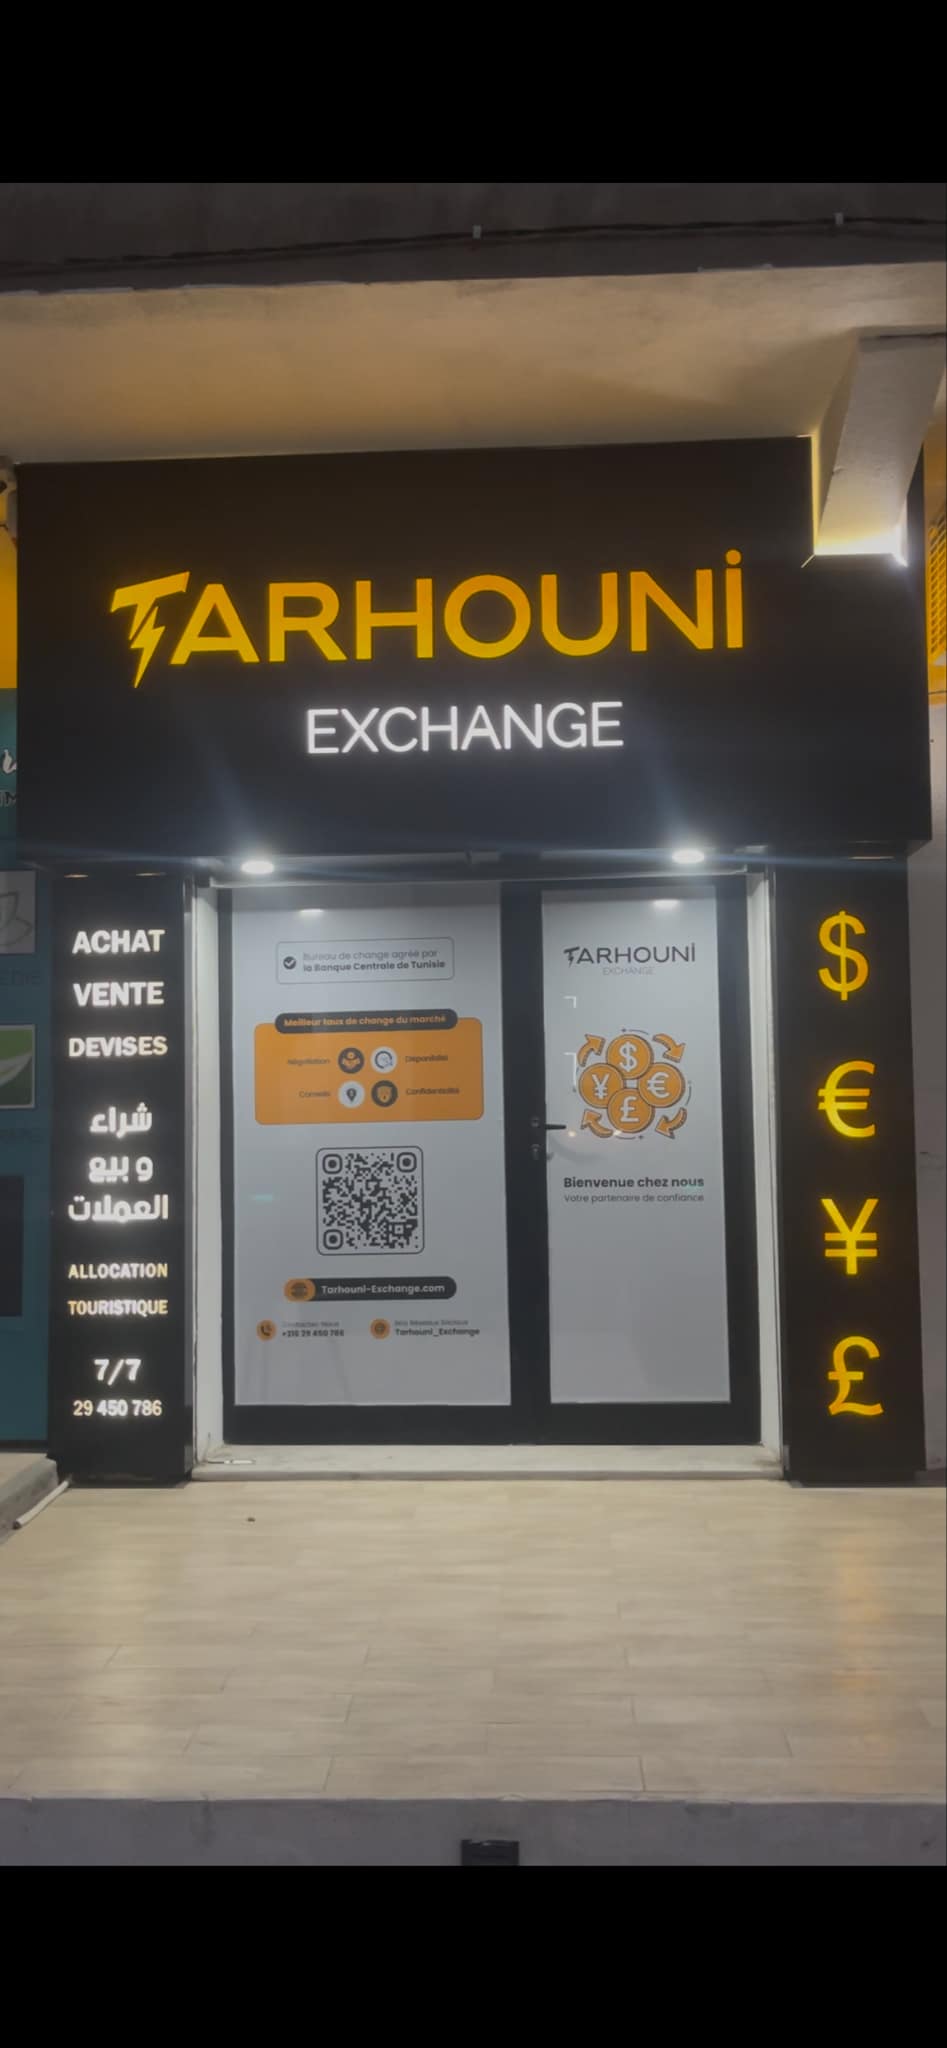 TARHOUNI
EXCHANGE
ACHAT
VENTE
DEVISES
شراء
و بيع
العملات
ALLOCATION
TOURISTIQUE
7/7
29 450 786
Bureau de change agréé par
la Banque Centrale de Tunisie
Meilleur taux de change du marché
Négociation
Disponibilité
Conseils
Confidentialité
Tarhouni-Exchange.com
Contactez Nous
+216 29 450 786
Nos Réseaux Sociaux
Tarhouni_Exchange
TARHOUNI
EXCHANGE
$
¥ €
£
Bienvenue chez nous
Votre partenaire de confiance
$
€
¥
£